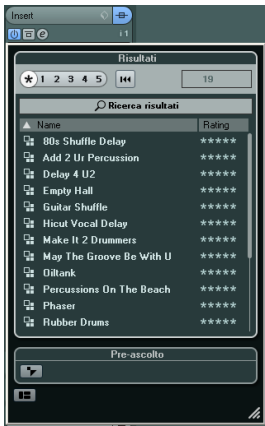 Insert
e i 1
Risultati
* 1 2 3 4 5 19
Ricerca risultati
Name Rating
80s Shuffle Delay *****
Add 2 Ur Percussion *****
Delay 4 U2 *****
Empty Hall *****
Guitar Shuffle *****
Hicut Vocal Delay *****
Make It 2 Drummers *****
May The Groove Be With U *****
Oiltank *****
Percussions On The Beach *****
Phaser *****
Rubber Drums *****
Pre-ascolto